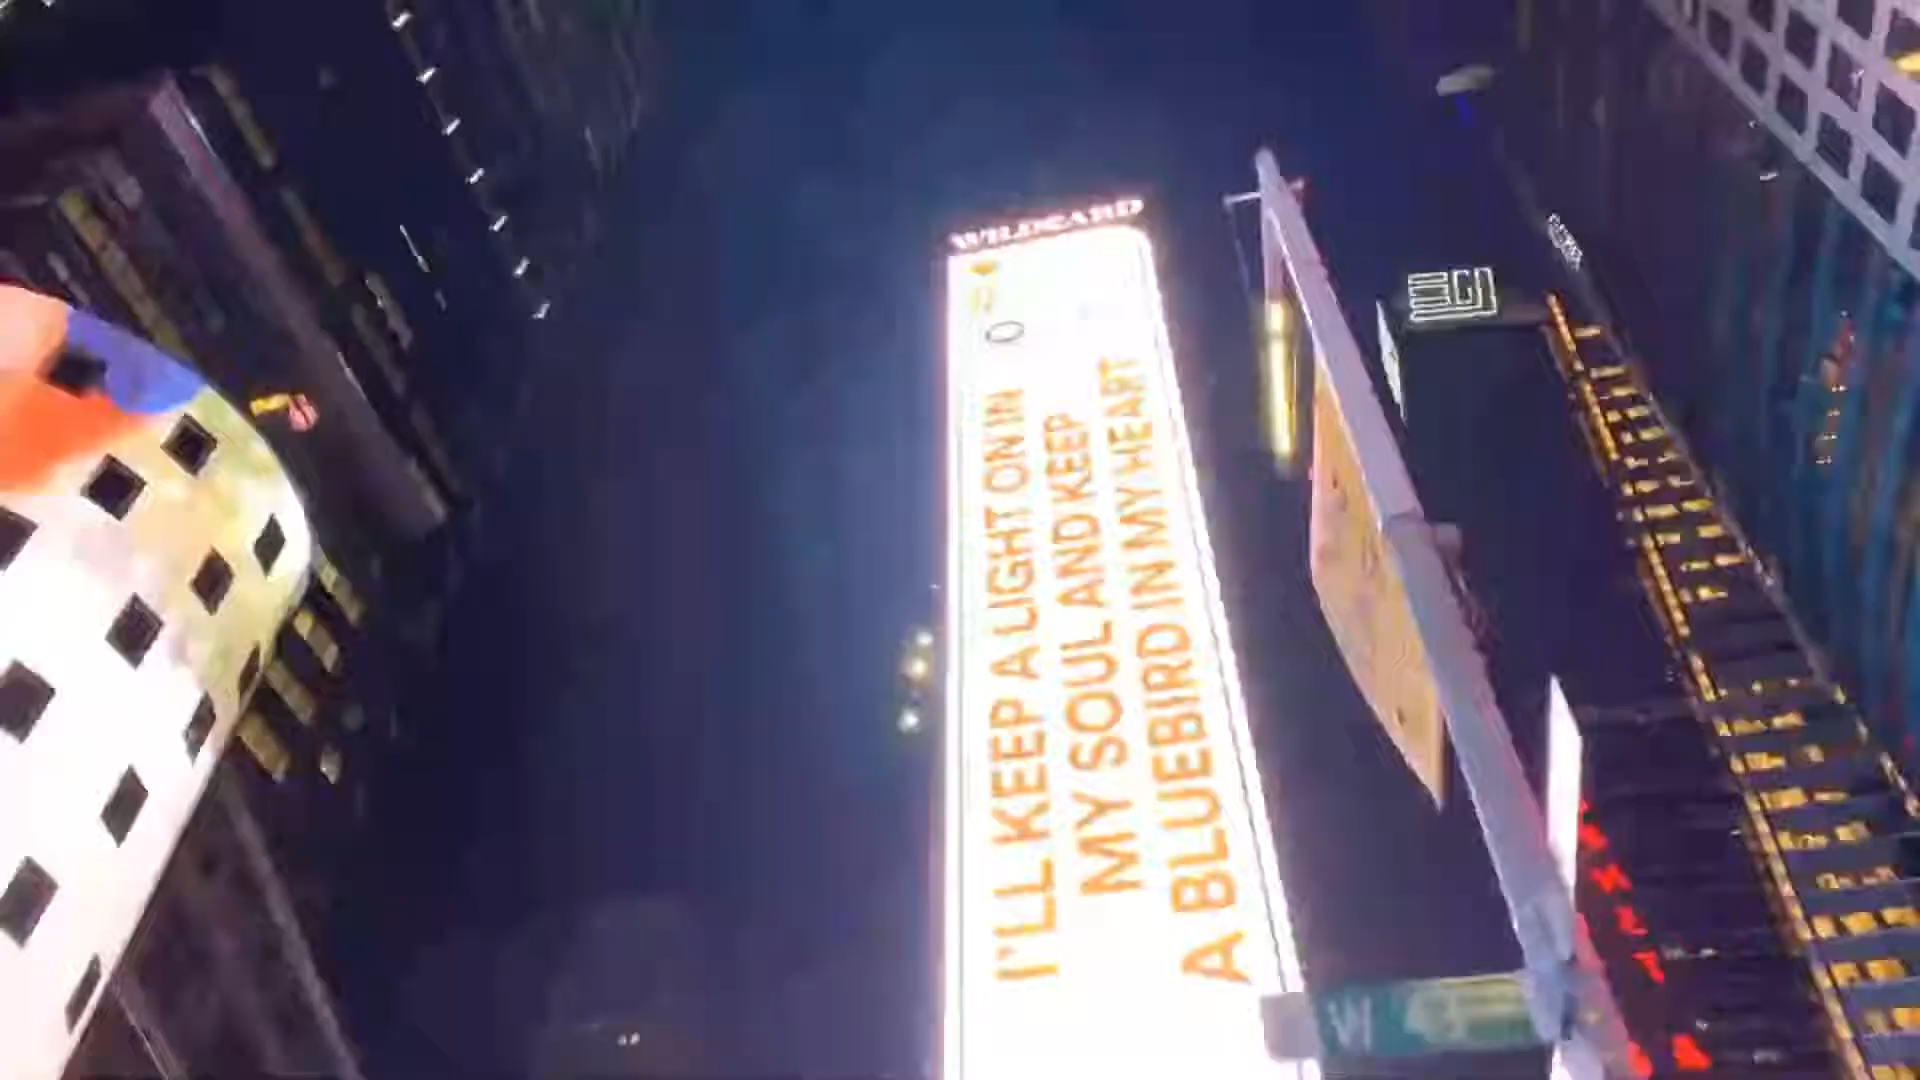 WILDCARD
I'LL KEEP A LIGHT ON IN
MY SOUL AND KEEP
A BLUEBIRD IN MY HEART
W